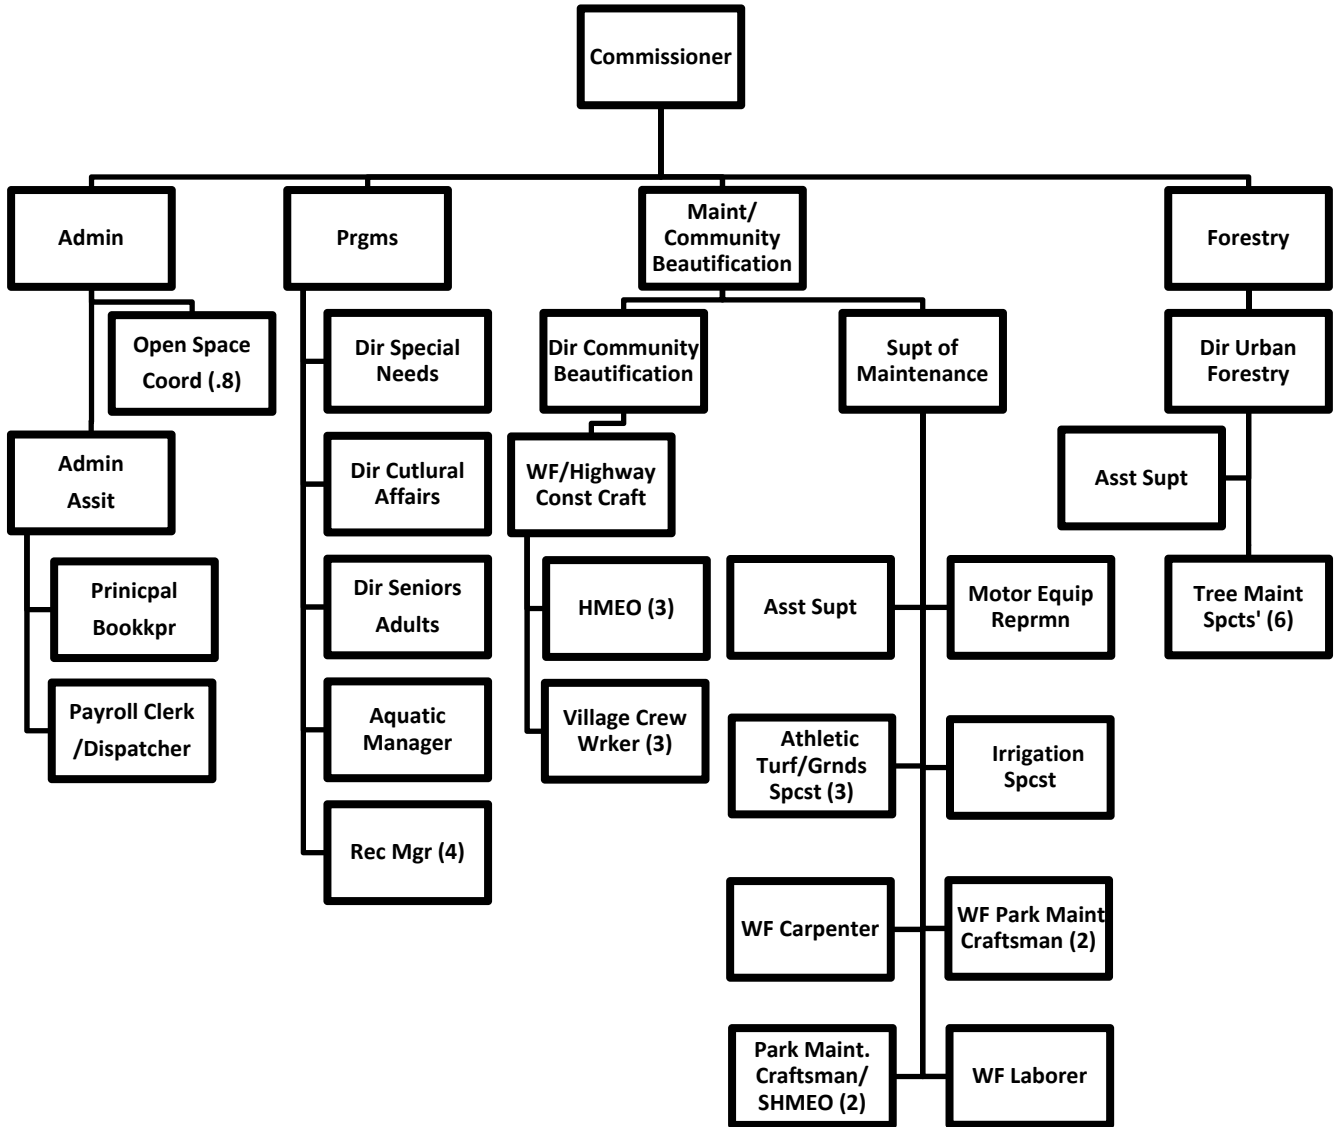 Commissioner
Admin
Prgms
Maint/
Community
Beautification
Forestry
Open Space
Coord (.8)
Admin
Assit
Prinicpal
Bookkpr
Payroll Clerk
/Dispatcher
Dir Special
Needs
Dir Cutlural
Affairs
Dir Seniors
Adults
Aquatic
Manager
Rec Mgr (4)
Dir Community
Beautification
WF/Highway
Const Craft
HMEO (3)
Village Crew
Wrker (3)
Supt of
Maintenance
Asst Supt
Motor Equip
Reprmn
Athletic
Turf/Grnds
Spcst (3)
Irrigation
Spcst
WF Carpenter
WF Park Maint
Craftsman (2)
Park Maint.
Craftsman/
SHMEO (2)
WF Laborer
Dir Urban
Forestry
Asst Supt
Tree Maint
Spcts' (6)